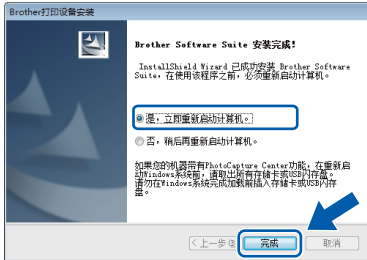 Brother打印设备安装
Brother Software Suite 安装完成!
InstallShield Wizard 已成功安装 Brother Software
Suite，在使用该程序之前，必须重新启动计算机。
是，立即重新启动计算机。
否，稍后再重新启动计算机。
如果您的机器带有PhotoCapture Center功能，在重新启
动Windows系统前，请取出所有存储卡或USB闪存盘。
请勿在Windows系统完成加载前插入存储卡或USB闪存
盘。
<上一步(B)
完成
取消